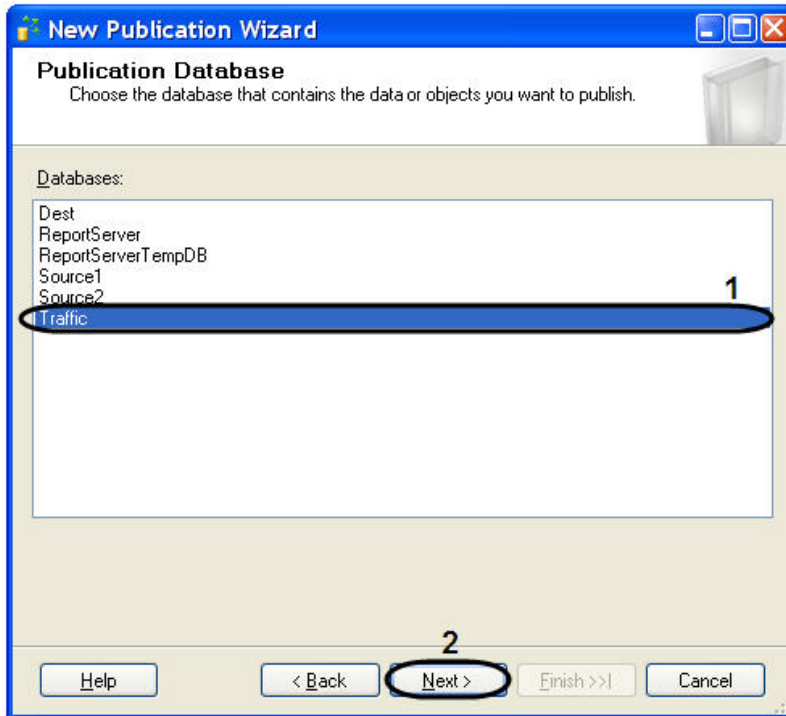 New Publication Wizard
Publication Database
Choose the database that contains the data or objects you want to publish.
Databases:
Dest
ReportServer
ReportServerTempDB
Source1
Source2
1
Traffic
2
Help
< Back
Next >
Finish >>|
Cancel